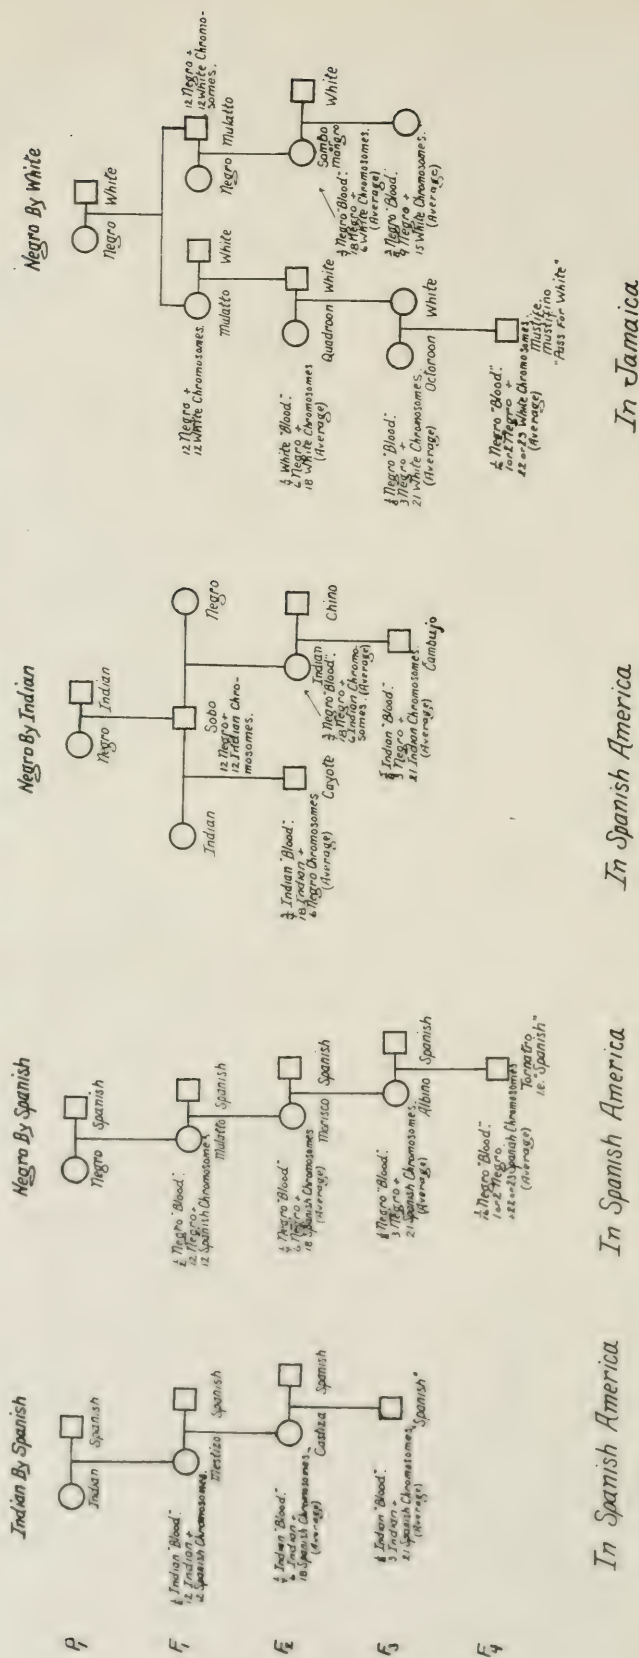 Indian By Spanish
P1
Indian
Spanish
F1
Mestizo
Spanish
½ Indian "Blood".
12 Indian +
12 Spanish Chromosomes.
F2
Castiza
Spanish
¼ Indian "Blood".
6 Indian +
18 Spanish Chromosomes.
(Average)
F3
"Spanish"
⅛ Indian "Blood".
3 Indian +
21 Spanish Chromosomes.
(Average)
F4
In Spanish America
Negro By Spanish
Negro
Spanish
Mulatto
Spanish
½ Negro "Blood".
12 Negro +
12 Spanish Chromosomes
¼ Negro "Blood"
6 Negro +
18 Spanish Chromosomes
(Average)
Morisco
Spanish
⅛ Negro "Blood".
3 Negro +
21 Spanish Chromosomes.
(Average)
Albino
Spanish
1/16 Negro "Blood".
1 or 2 Negro
+ 22 or 23 Spanish Chromosomes
(Average)
Tornatro
i.e. "Spanish"
In Spanish America
Negro By Indian
Negro
Indian
Indian
Sobo
12 Negro +
12 Indian Chro-
mosomes.
Negro
¾ Indian "Blood".
18 Indian +
6 Negro Chromosomes
(Average)
Cayote
Indian
¾ Negro "Blood".
18 Negro +
6 Indian Chromo-
somes. (Average)
Chino
Indian "Blood".
3 Negro +
21 Indian Chromosomes.
(Average)
Cambujo
In Spanish America
Negro By White
Negro
White
12 Negro +
12 White Chromosomes.
Mulatto
White
Negro
Mulatto
12 Negro +
12 White Chromo-
somes.
¼ White "Blood".
6 Negro +
18 White Chromosomes
(Average)
Quadroon
White
Sambo
or
Mangro
White
¾ Negro "Blood".
18 Negro +
6 White Chromosomes.
(Average)
⅛ Negro "Blood".
3 Negro +
21 White Chromosomes.
(Average)
Octoroon
White
⅜ Negro "Blood".
9 Negro +
15 White Chromosomes.
(Average)
1/16 Negro "Blood".
1 or 2 Negro +
22 or 23 White Chromosomes
(Average)
Mustife
Mustifino
"Pass For White"
In Jamaica